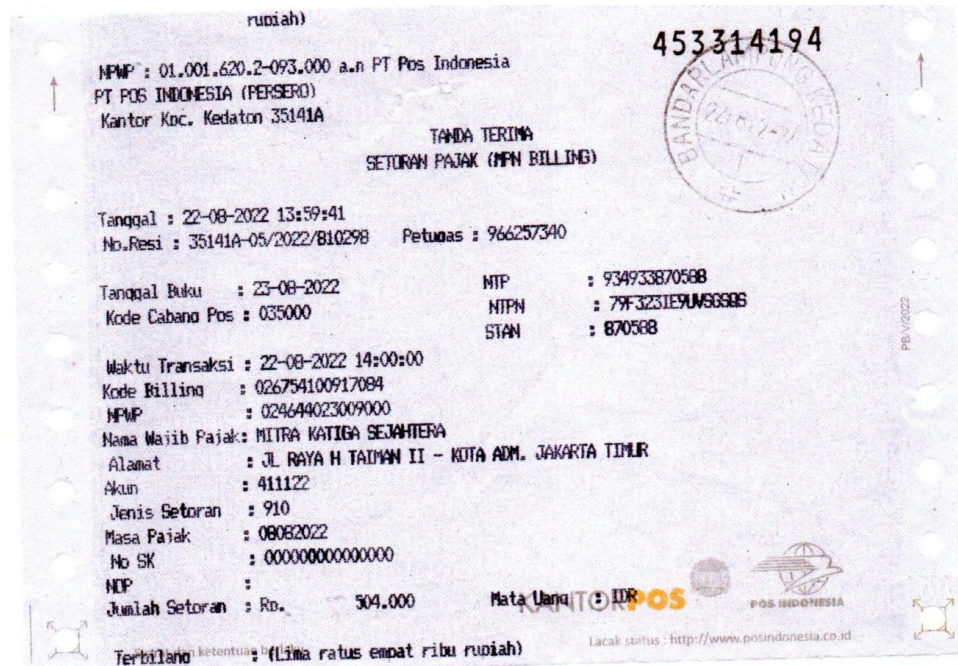 rupiah)
453314194
NPWP : 01.001.620.2-093.000 a.n PT Pos Indonesia
PT POS INDONESIA (PERSERO)
Kantor Kpc. Kedaton 35141A
TANDA TERIMA
SETORAN PAJAK (MPN BILLING)
Tanggal : 22-08-2022 13:59:41
No.Resi : 35141A-05/2022/810298 Petugas : 966257340
Tanggal Buku : 23-08-2022 NTP : 934933870588
Kode Cabang Pos : 035000 NTPN :
STAN : 870588
PB/V/2022
Waktu Transaksi : 22-08-2022 14:00:00
Kode Billing : 026754100917084
NPWP : 024644023009000
Nama Wajib Pajak: MITRA KATIGA SEJAHTERA
Alamat : JL RAYA H TAIMAN II - KOTA ADM. JAKARTA TIMUR
Akun : 411122
Jenis Setoran : 910
Masa Pajak : 08082022
No SK : 000000000000000
NOP :
Jumlah Setoran : Rp. 504.000 Mata Uang : IDR
KANTORPOS
POS INDONESIA
Lacak status : http://www.posindonesia.co.id
dan ketentuan berlaku
Terbilang : (Lima ratus empat ribu rupiah)